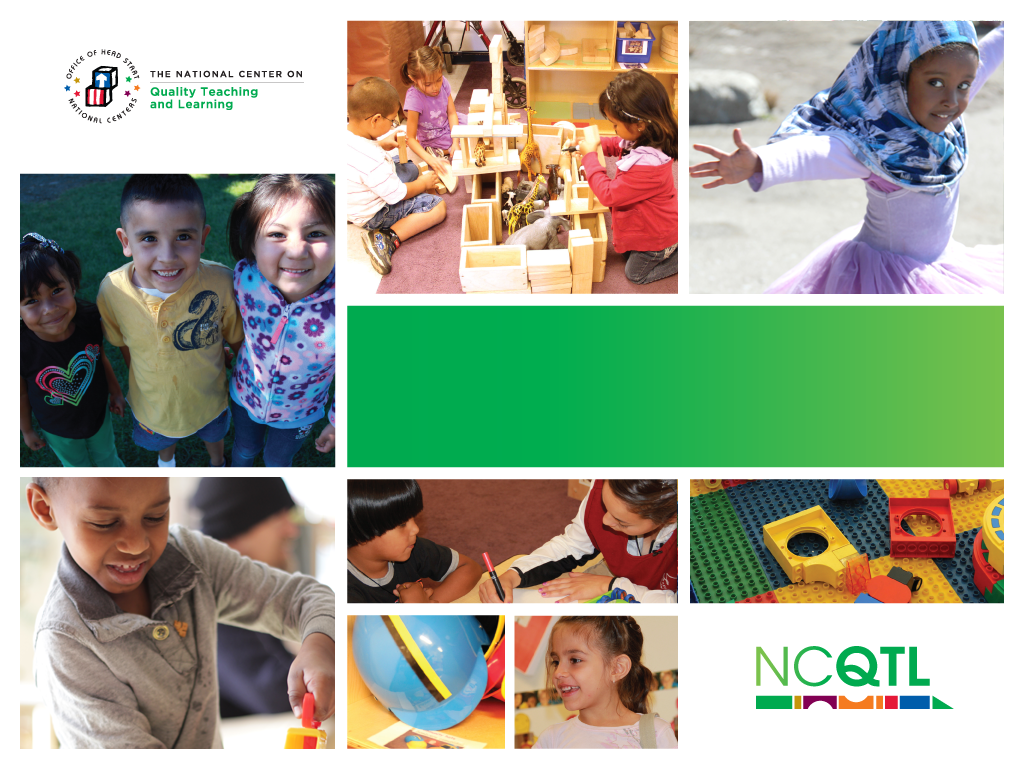 OFFICE OF HEAD START
NATIONAL CENTERS
THE NATIONAL CENTER ON
Quality Teaching
and Learning
NCQTL